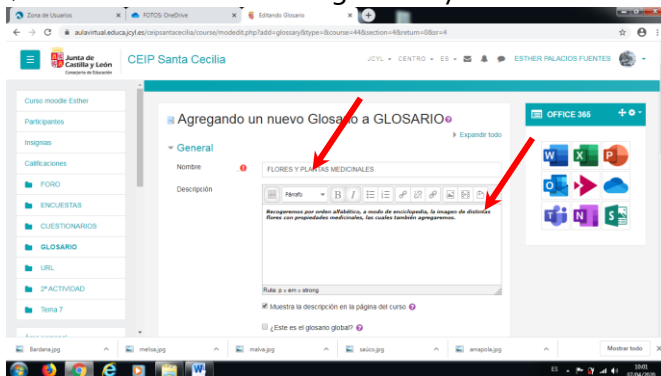 Zona de Usuarios
FOTOS: OneDrive
Editando Glosario
aulavirtual.educa.jcyl.es/ceipsantacecilia/course/modedit.php?add=glossary&type=&course=44&section=4&return=0&sr=4
Junta de
Castilla y León
Consejería de Educación
CEIP Santa Cecilia
JCYL
CENTRO
ES
ESTHER PALACIOS FUENTES
Curso moodle Esther
Participantes
Insignias
Calificaciones
FORO
ENCUESTAS
CUESTIONARIOS
GLOSARIO
URL
2ª ACTIVIDAD
Tema 7
Agregando un nuevo Glosario a GLOSARIO
Expandir todo
General
Nombre
FLORES Y PLANTAS MEDICINALES
Descripción
Párrafo
B I
Recogeremos por orden alfabético, a modo de enciclopedia, la imagen de distintas
flores con propiedades medicinales, las cuales también agregaremos.
Ruta: p » em » strong
Muestra la descripción en la página del curso
¿Este es el glosario global?
OFFICE 365
Bardana.jpg
melisa.jpg
malva.jpg
saúco.jpg
amapola.jpg
Mostrar todo
ES
10:01
07/04/2020